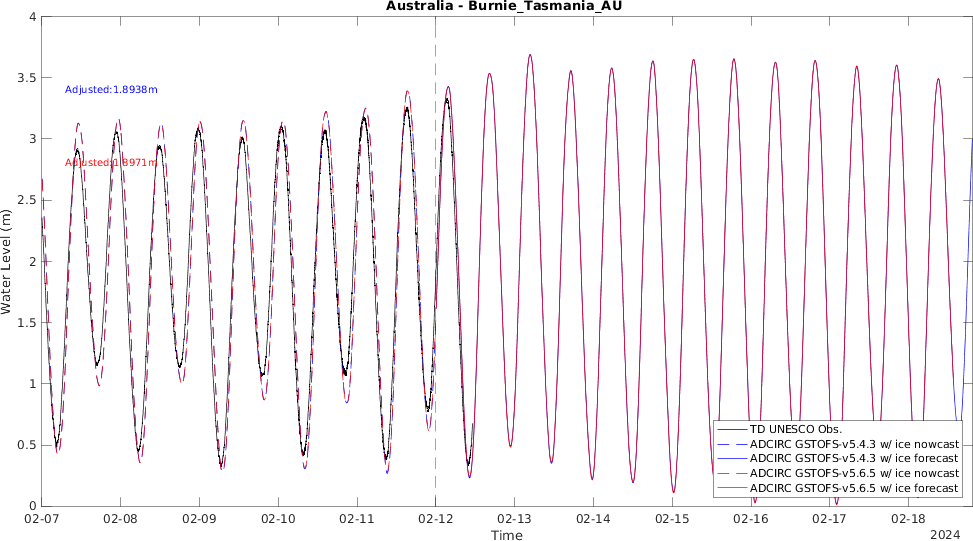 Australia - Burnie_Tasmania_AU
4
3.5
3
2.5
2
1.5
1
0.5
0
Water Level (m)
Adjusted:1.8938m
Adjusted:1.8971m
TD UNESCO Obs.
ADCIRC GSTOFS-v5.4.3 w/ ice nowcast
ADCIRC GSTOFS-v5.4.3 w/ ice forecast
ADCIRC GSTOFS-v5.6.5 w/ ice nowcast
ADCIRC GSTOFS-v5.6.5 w/ ice forecast
02-07 02-08 02-09 02-10 02-11 02-12 02-13 02-14 02-15 02-16 02-17 02-18
Time
2024